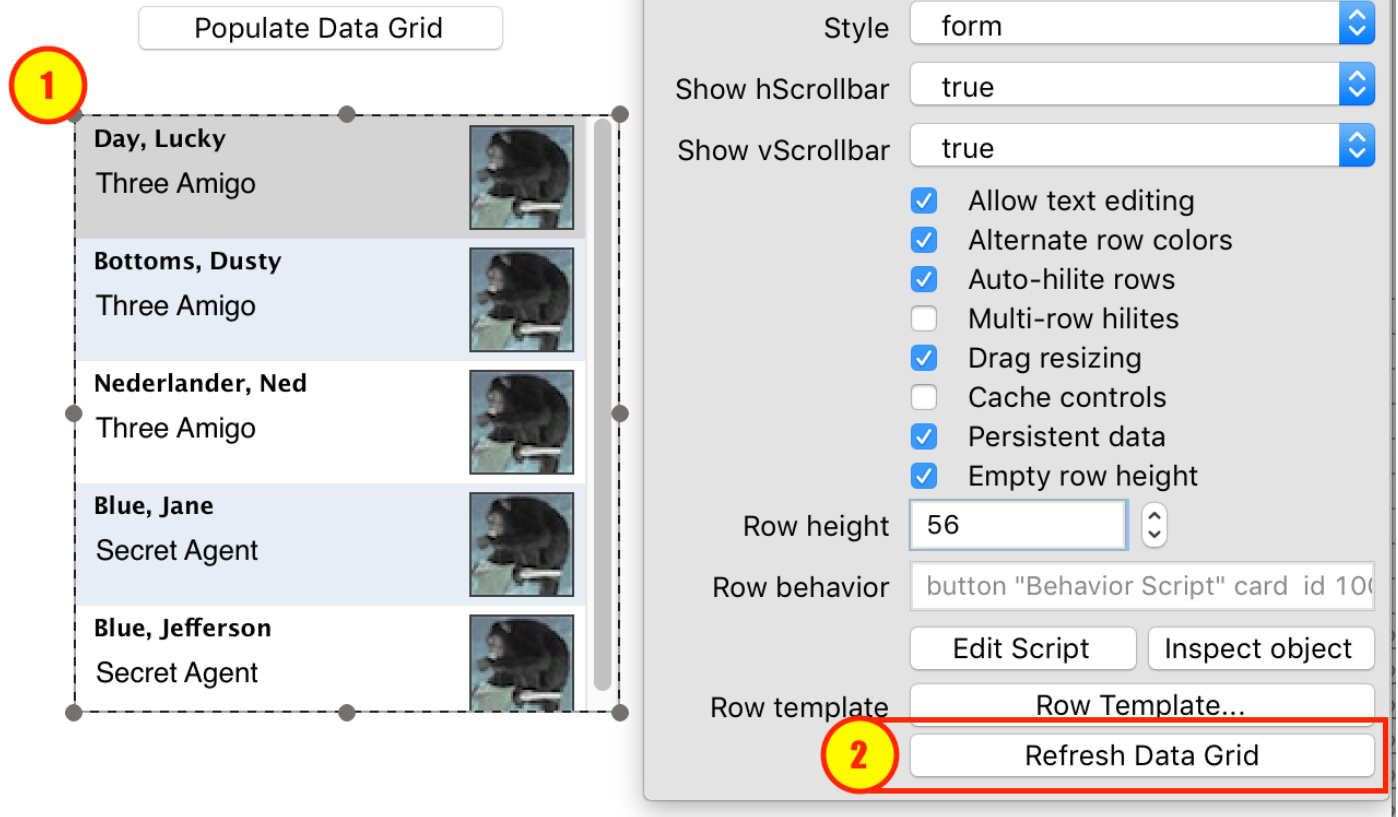 Populate Data Grid
1
Day, Lucky
Three Amigo
Bottoms, Dusty
Three Amigo
Nederlander, Ned
Three Amigo
Blue, Jane
Secret Agent
Blue, Jefferson
Secret Agent
Style form
Show hScrollbar true
Show vScrollbar true
Allow text editing
Alternate row colors
Auto-hilite rows
Multi-row hilites
Drag resizing
Cache controls
Persistent data
Empty row height
Row height 56
Row behavior button "Behavior Script" card id 100
Edit Script Inspect object
Row template Row Template...
2 Refresh Data Grid